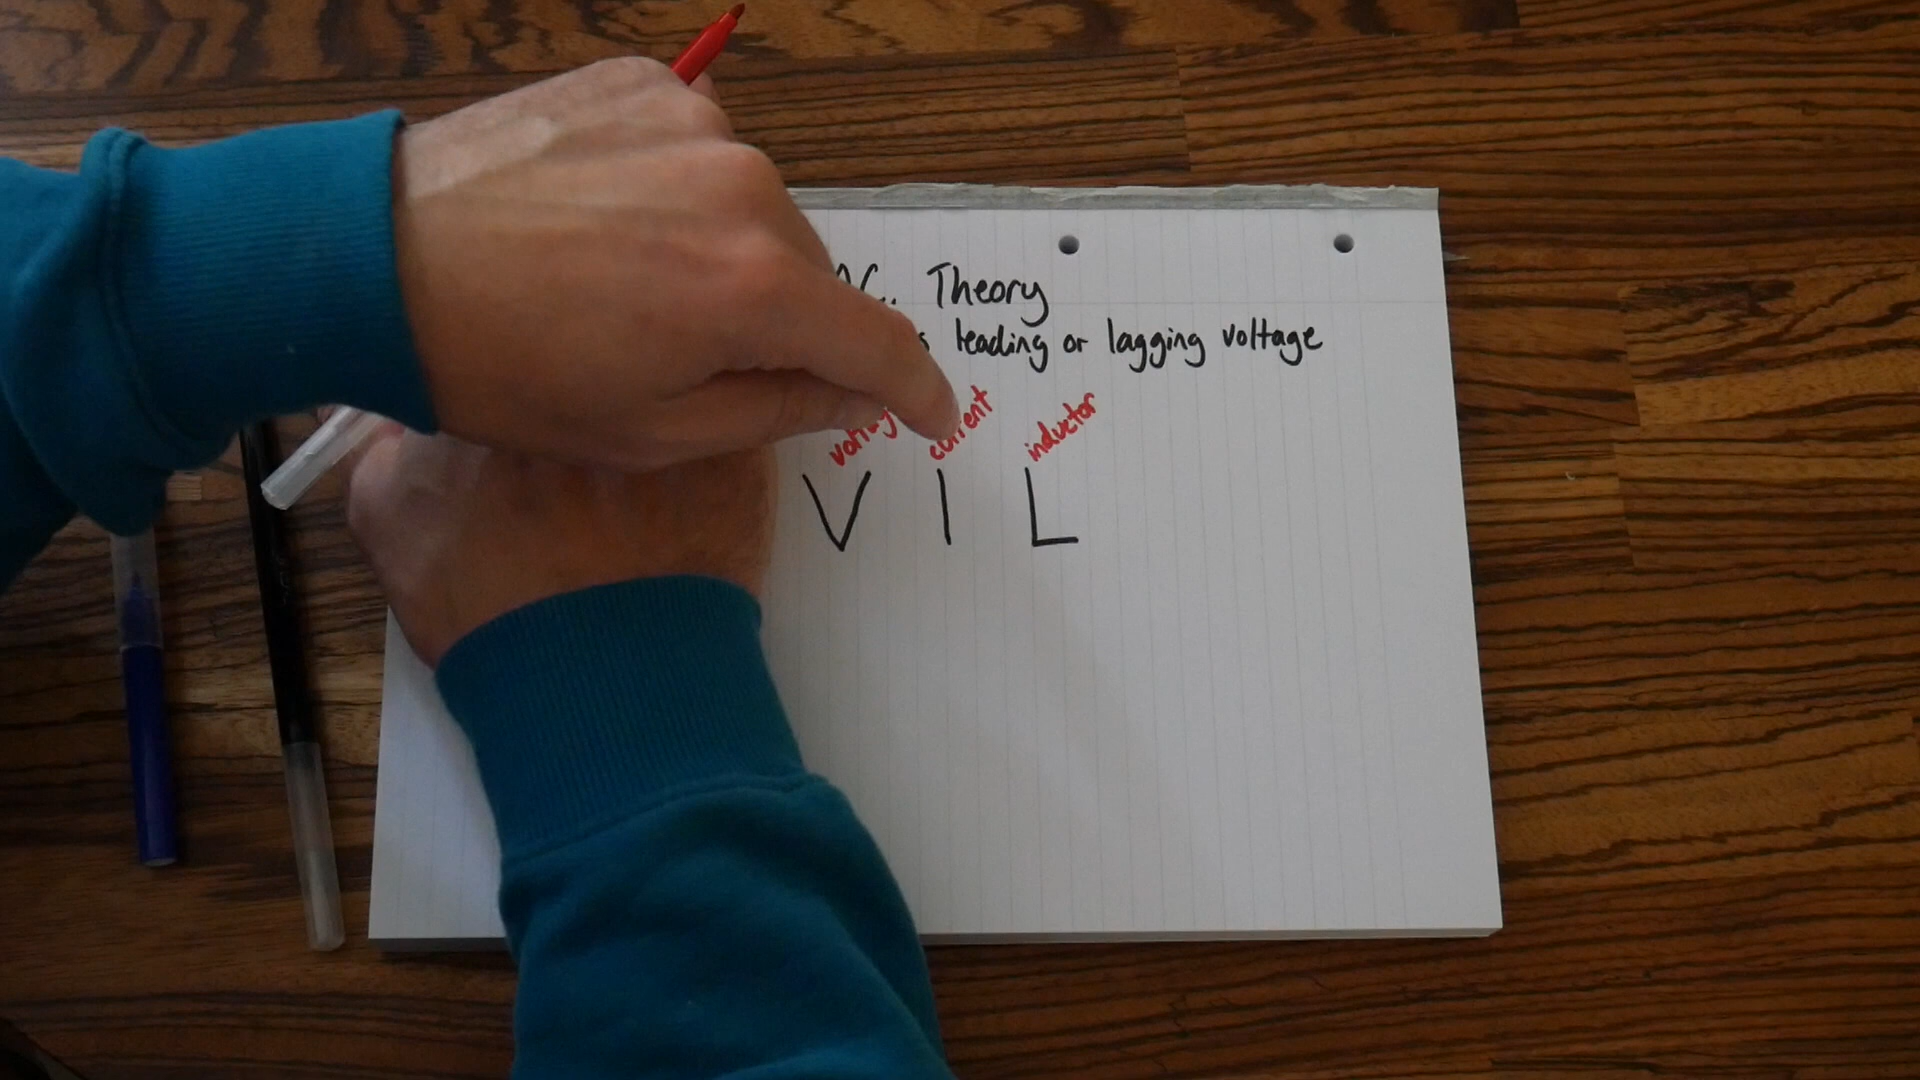 Theory
leading or lagging voltage
current inductor
V I L